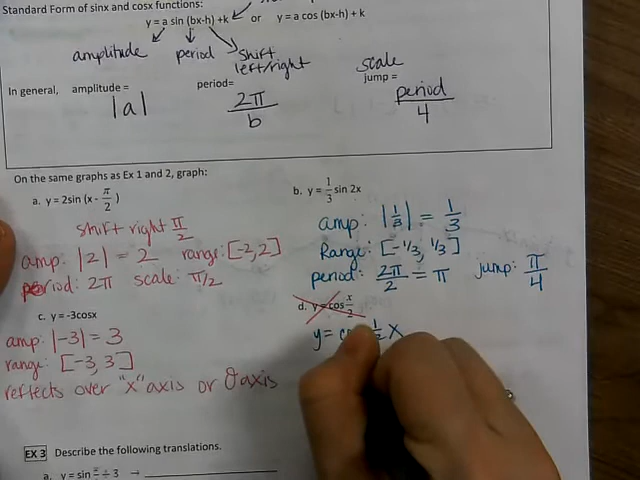 Standard Form of sinx and cosx functions:
y = a sin (bx-h) + k or y = a cos (bx-h) + k
amplitude period shift left/right
scale
In general, amplitude = period= jump =
|a| 2π/b period/4
On the same graphs as Ex 1 and 2, graph:
a. y = 2sin (x - π/2)
shift right π/2
amp: |2| = 2 range: [-2,2]
period: 2π scale: π/2
b. y = 1/3 sin 2x
amp: |1/3| = 1/3
Range: [-1/3, 1/3]
period: 2π/2 = π jump: π/4
c. y = -3cosx
amp |-3| = 3
range: [-3, 3]
reflects over "x" axis or θ axis
d. y = cos x/2
y = x
EX 3 Describe the following translations.
a. y = sin